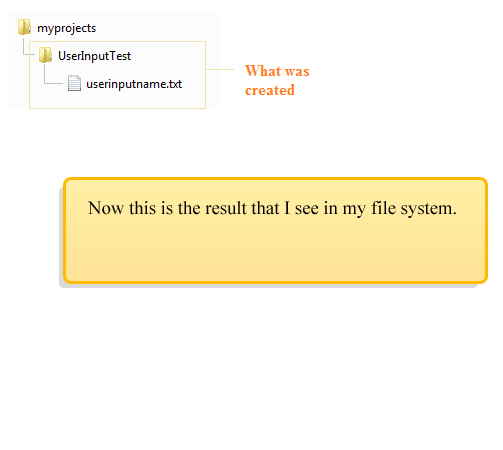 myprojects
UserInputTest
userinputname.txt
What was
created
Now this is the result that I see in my file system.